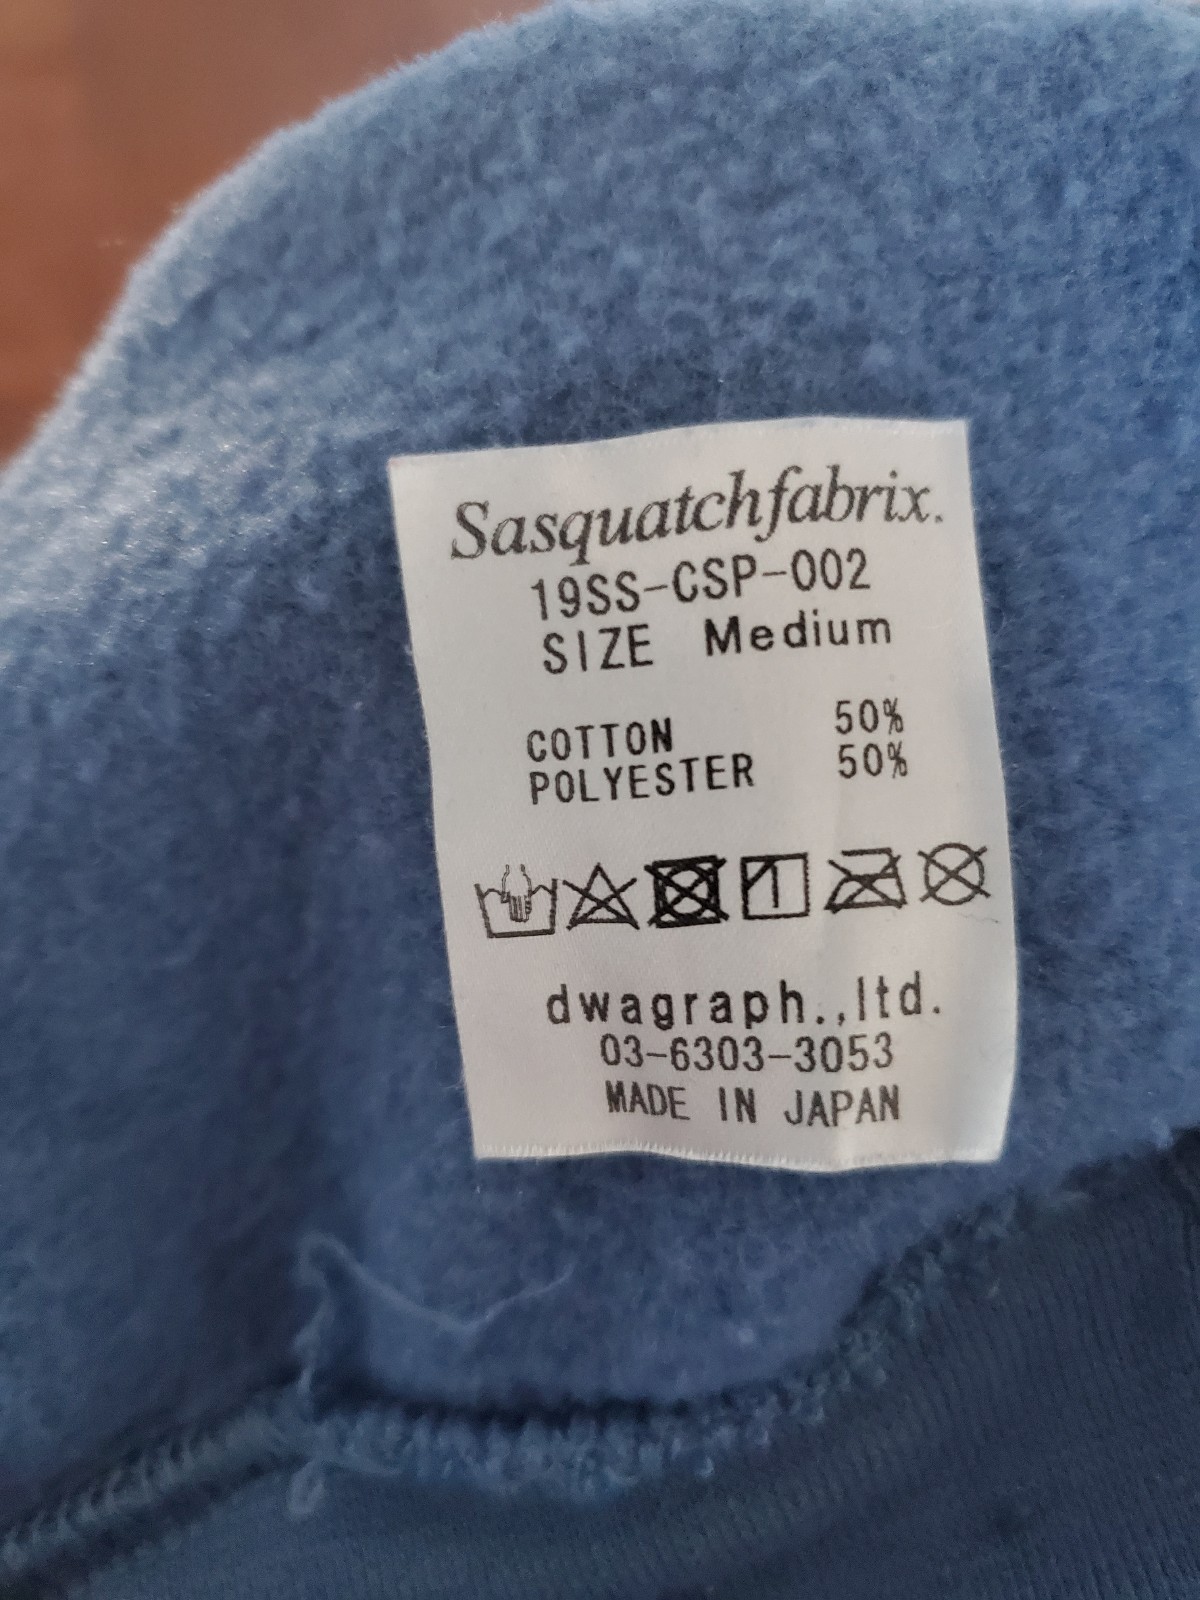 Sasquatchfabrix.
19SS-CSP-002
SIZE Medium
COTTON 50%
POLYESTER 50%
dwagraph.,ltd.
03-6303-3053
MADE IN JAPAN